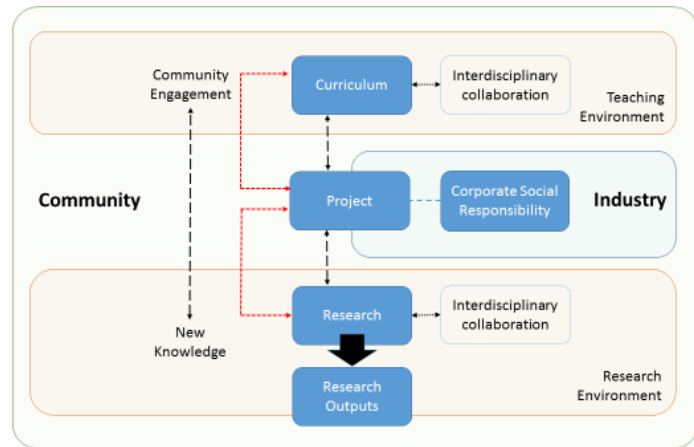 Community
Engagement
Curriculum
Interdisciplinary
collaboration
Teaching
Environment
Community
Project
Corporate Social
Responsibility
Industry
New
Knowledge
Research
Interdisciplinary
collaboration
Research
Outputs
Research
Environment